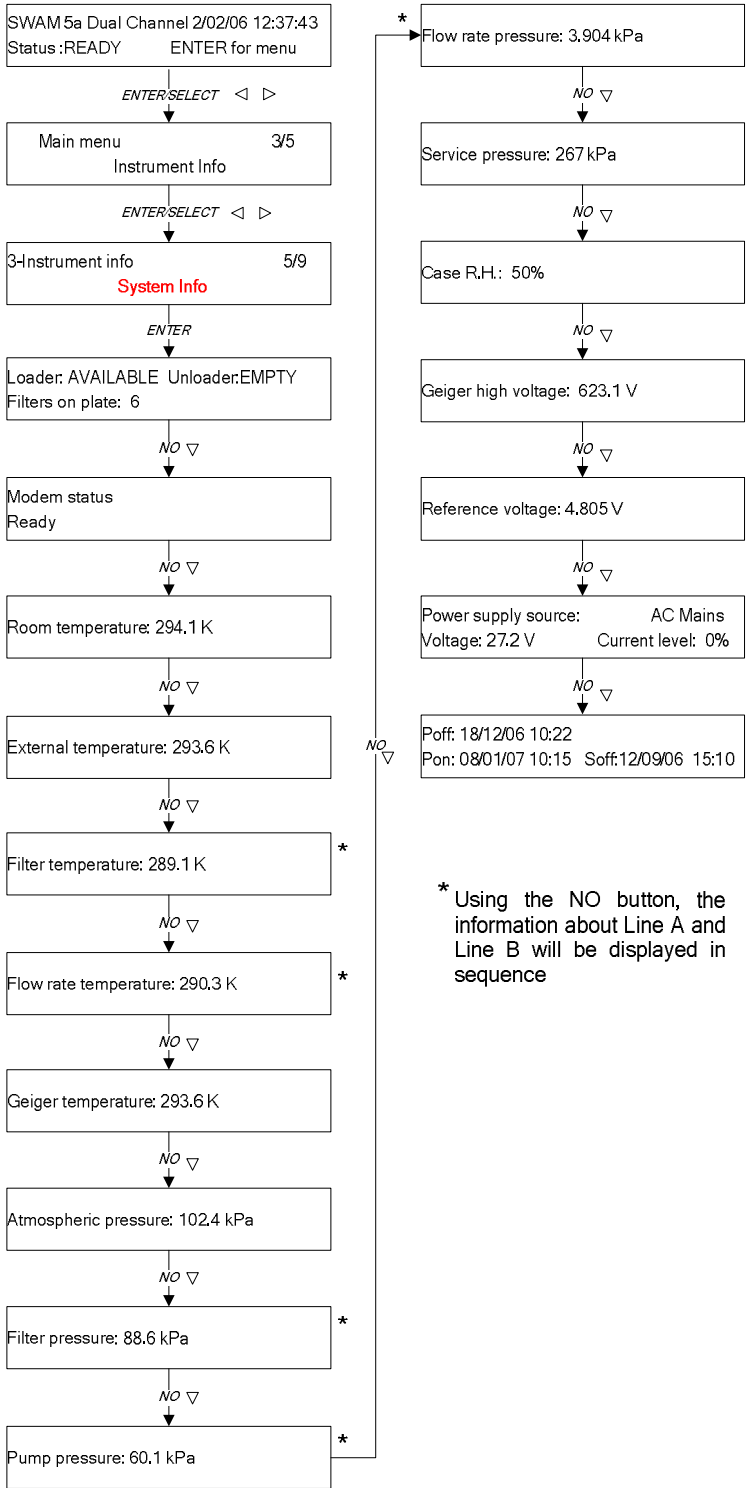 SWAM 5a Dual Channel 2/02/06 12:37:43
Status :READY ENTER for menu
ENTER/SELECT ◁ ▷
Main menu 3/5
Instrument Info
ENTER/SELECT ◁ ▷
3-Instrument info 5/9
System Info
ENTER
Loader: AVAILABLE Unloader:EMPTY
Filters on plate: 6
NO ▽
Modem status
Ready
NO ▽
Room temperature: 294.1 K
NO ▽
External temperature: 293.6 K
NO ▽
Filter temperature: 289.1 K
*
NO ▽
Flow rate temperature: 290.3 K
*
NO ▽
Geiger temperature: 293.6 K
NO ▽
Atmospheric pressure: 102.4 kPa
NO ▽
Filter pressure: 88.6 kPa
*
NO ▽
Pump pressure: 60.1 kPa
*
NO ▽
*
Flow rate pressure: 3.904 kPa
NO ▽
Service pressure: 267 kPa
NO ▽
Case R.H.: 50%
NO ▽
Geiger high voltage: 623.1 V
NO ▽
Reference voltage: 4.805 V
NO ▽
Power supply source: AC Mains
Voltage: 27.2 V Current level: 0%
NO ▽
Poff: 18/12/06 10:22
Pon: 08/01/07 10:15 Soff:12/09/06 15:10
* Using the NO button, the
information about Line A and
Line B will be displayed in
sequence